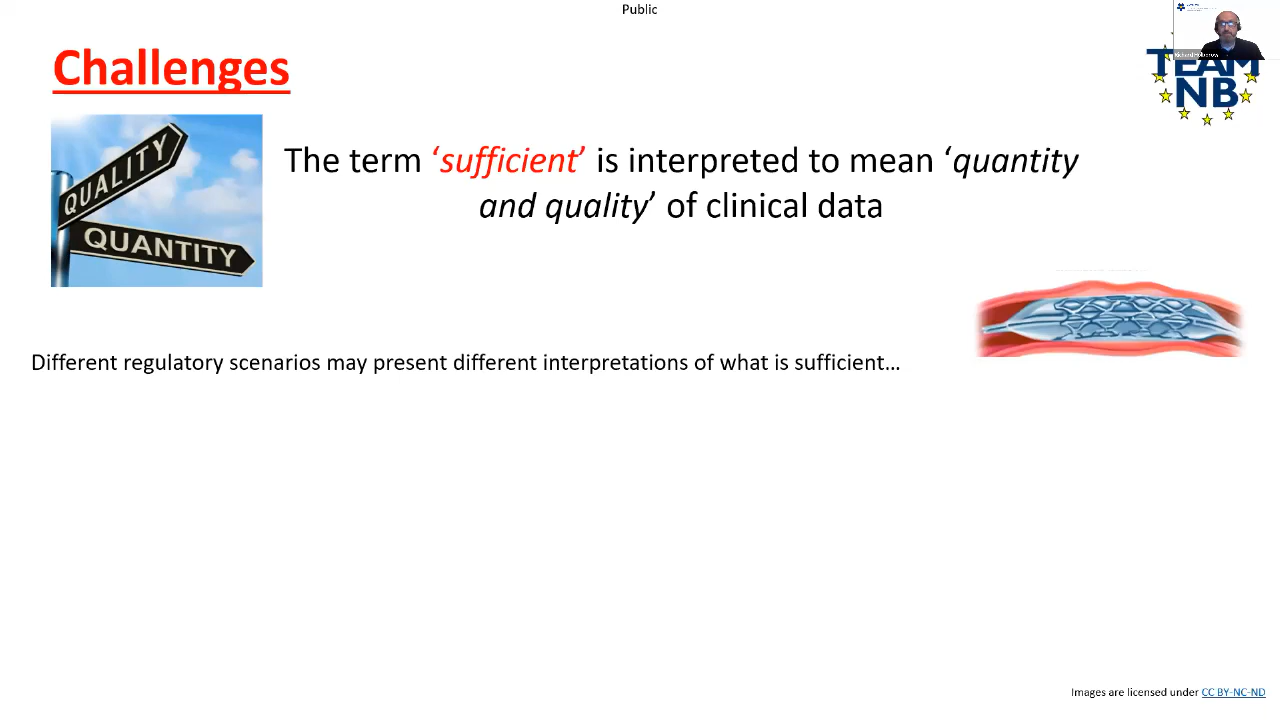 Public
Challenges
TEAM
NB
QUALITY
QUANTITY
The term ‘sufficient’ is interpreted to mean ‘quantity
and quality’ of clinical data
Different regulatory scenarios may present different interpretations of what is sufficient…
Images are licensed under CC BY-NC-ND